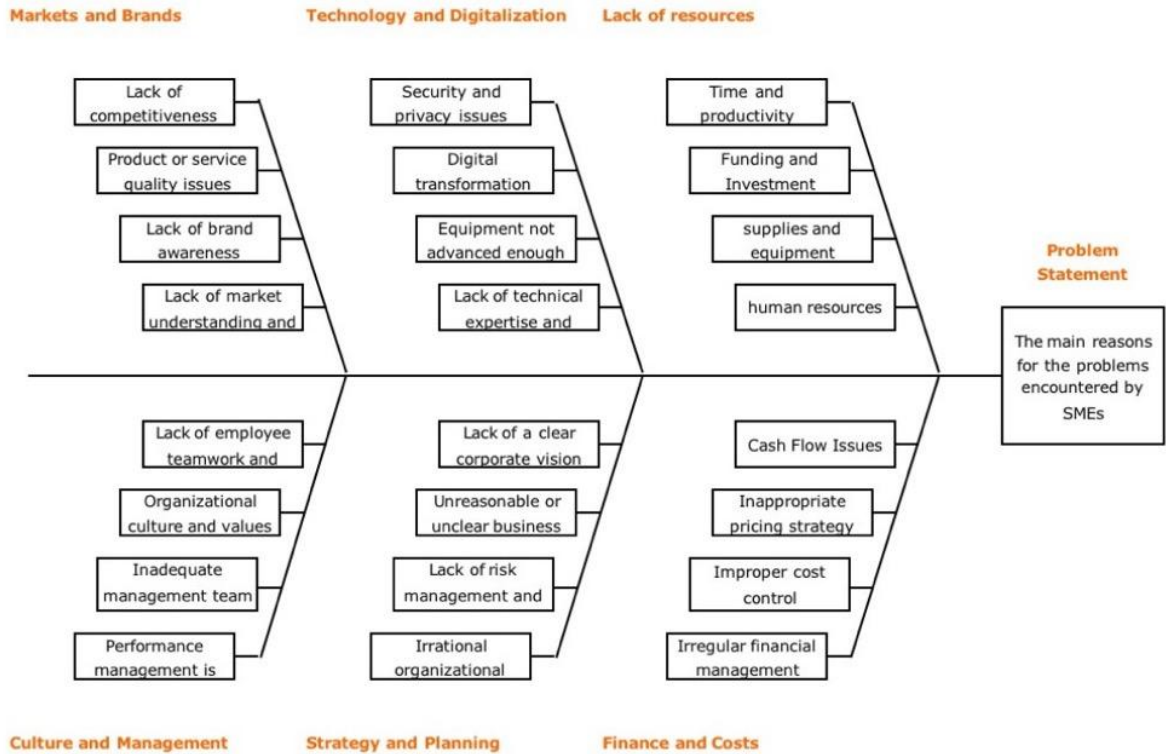 Markets and Brands
Technology and Digitalization
Lack of resources
Lack of
competitiveness
Product or service
quality issues
Lack of brand
awareness
Lack of market
understanding and
Security and
privacy issues
Digital
transformation
Equipment not
advanced enough
Lack of technical
expertise and
Time and
productivity
Funding and
Investment
supplies and
equipment
human resources
Problem
Statement
The main reasons
for the problems
encountered by
SMEs
Lack of employee
teamwork and
Organizational
culture and values
Inadequate
management team
Performance
management is
Lack of a clear
corporate vision
Unreasonable or
unclear business
Lack of risk
management and
Irrational
organizational
Cash Flow Issues
Inappropriate
pricing strategy
Improper cost
control
Irregular financial
management
Culture and Management
Strategy and Planning
Finance and Costs